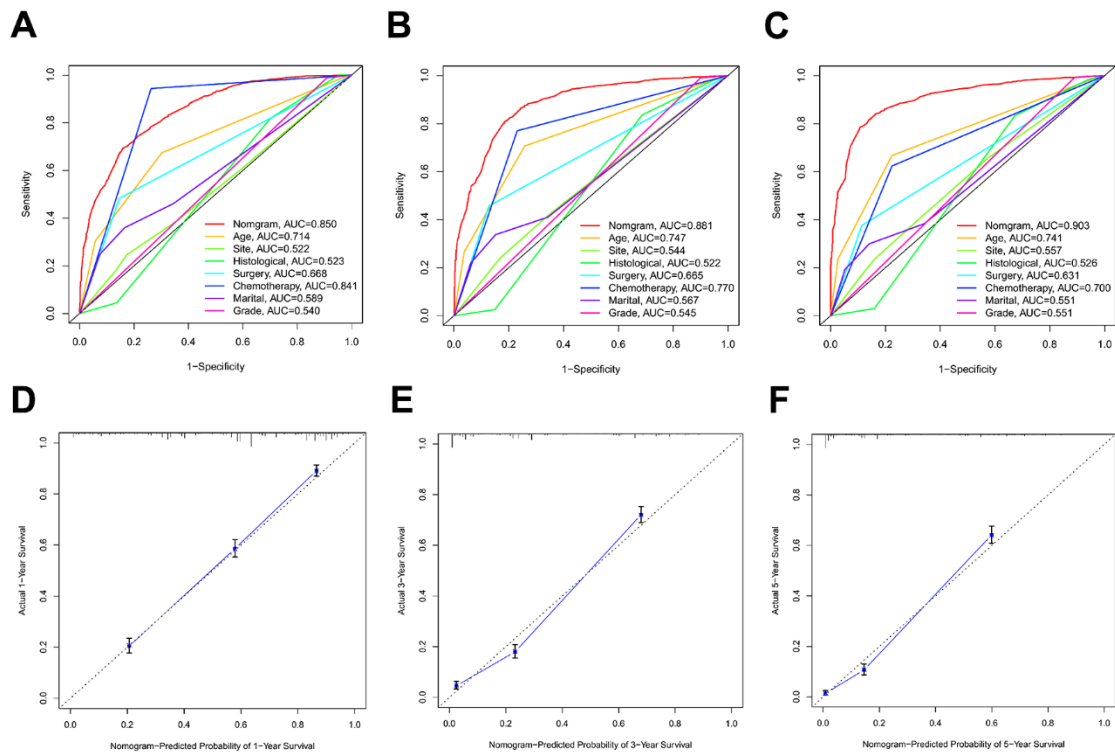 A
B
C
Sensitivity
0.0 0.2 0.4 0.6 0.8 1.0
0.0 0.2 0.4 0.6 0.8 1.0
Nomgram, AUC=0.850
Age, AUC=0.714
Site, AUC=0.522
Histological, AUC=0.523
Surgery, AUC=0.668
Chemotherapy, AUC=0.841
Marital, AUC=0.589
Grade, AUC=0.540
1-Specificity
Sensitivity
0.0 0.2 0.4 0.6 0.8 1.0
0.0 0.2 0.4 0.6 0.8 1.0
Nomgram, AUC=0.881
Age, AUC=0.747
Site, AUC=0.544
Histological, AUC=0.522
Surgery, AUC=0.665
Chemotherapy, AUC=0.770
Marital, AUC=0.567
Grade, AUC=0.545
1-Specificity
Sensitivity
0.0 0.2 0.4 0.6 0.8 1.0
0.0 0.2 0.4 0.6 0.8 1.0
Nomgram, AUC=0.903
Age, AUC=0.741
Site, AUC=0.557
Histological, AUC=0.526
Surgery, AUC=0.631
Chemotherapy, AUC=0.700
Marital, AUC=0.551
Grade, AUC=0.551
1-Specificity
D
E
F
Actual 1-Year Survival
0.0 0.2 0.4 0.6 0.8 1.0
0.0 0.2 0.4 0.6 0.8 1.0
Nomogram-Predicted Probability of 1-Year Survival
Actual 3-Year Survival
0.0 0.2 0.4 0.6 0.8 1.0
0.0 0.2 0.4 0.6 0.8 1.0
Nomogram-Predicted Probability of 3-Year Survival
Actual 5-Year Survival
0.0 0.2 0.4 0.6 0.8 1.0
0.0 0.2 0.4 0.6 0.8 1.0
Nomogram-Predicted Probability of 5-Year Survival